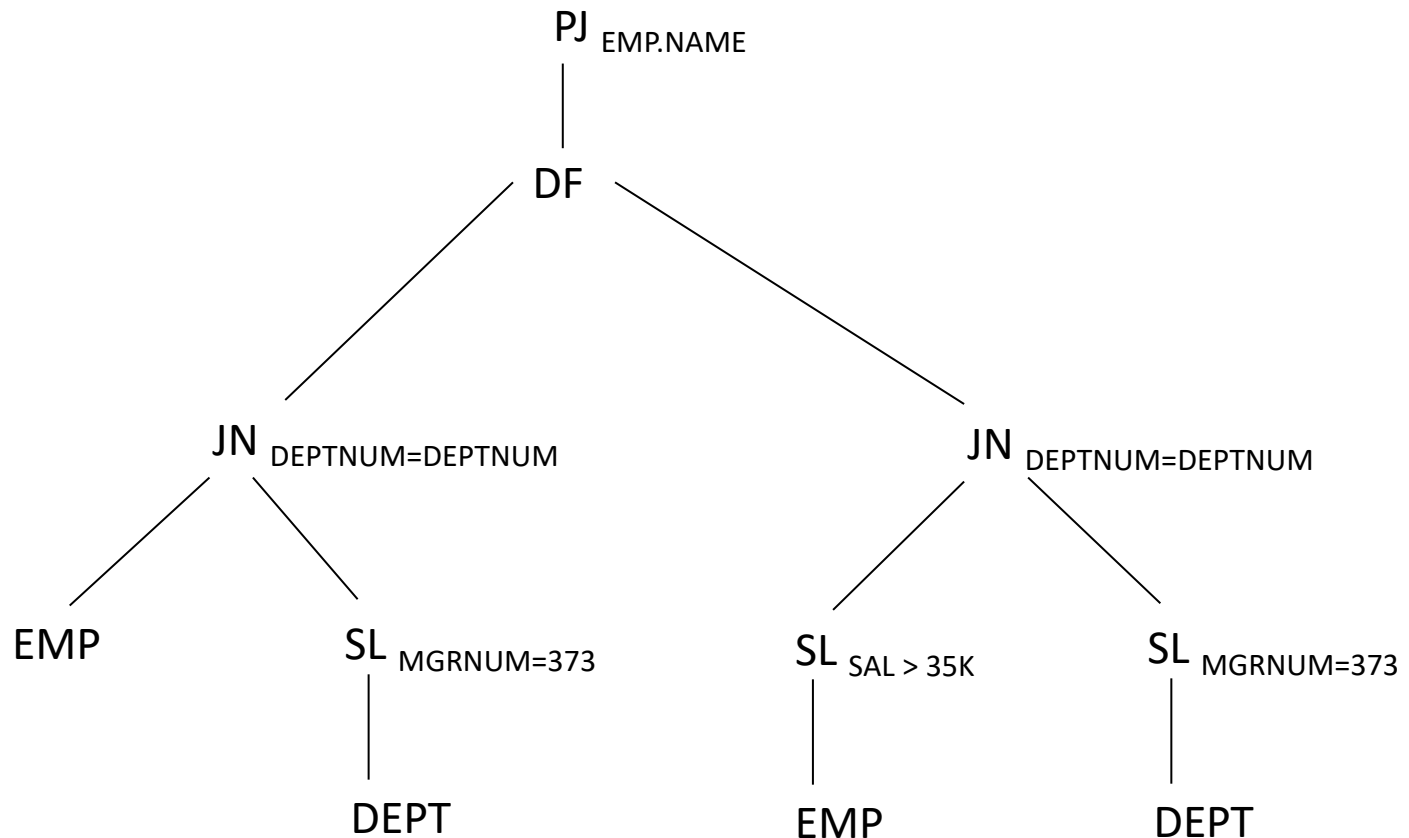 PJ EMP.NAME
DF
JN DEPTNUM=DEPTNUM
JN DEPTNUM=DEPTNUM
EMP
SL MGRNUM=373
SL SAL > 35K
SL MGRNUM=373
DEPT
EMP
DEPT